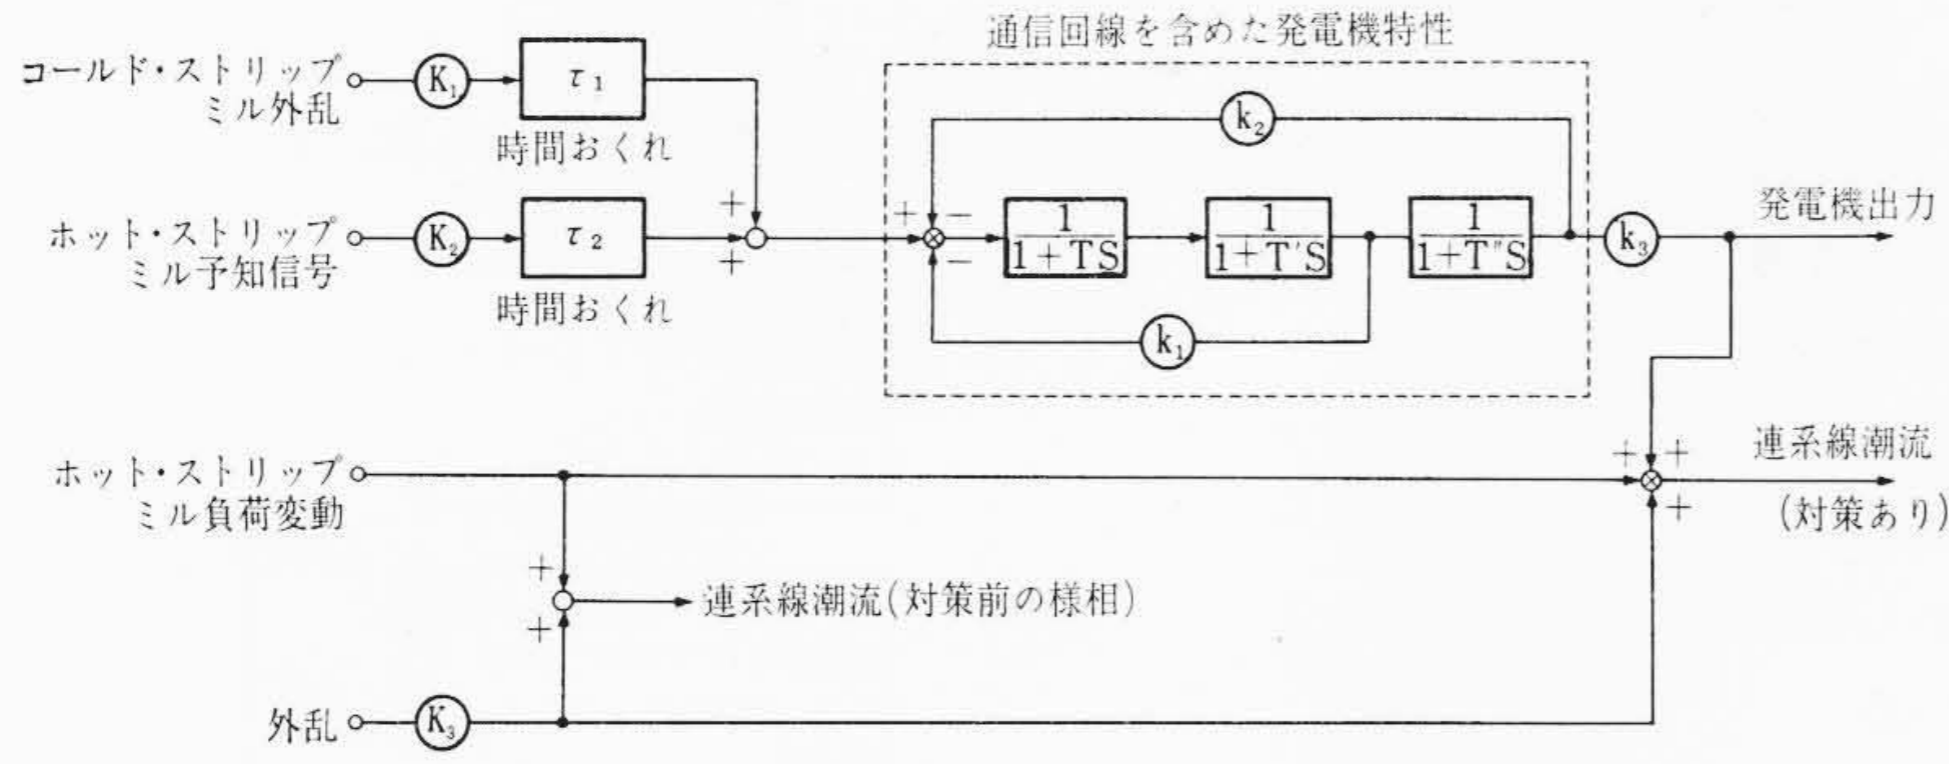 通信回線を含めた発電機特性
コールド・ストリップ
ミル外乱
K₁
τ₁
時間おくれ
k₂
ホット・ストリップ
ミル予知信号
K₂
τ₂
時間おくれ
+
+
+
−
−
1
1+TS
1
1+T'S
1
1+T"S
k₃
発電機出力
k₁
ホット・ストリップ
ミル負荷変動
+
+
+
連系線潮流
(対策あり)
+
+
連系線潮流(対策前の様相)
外乱
K₃